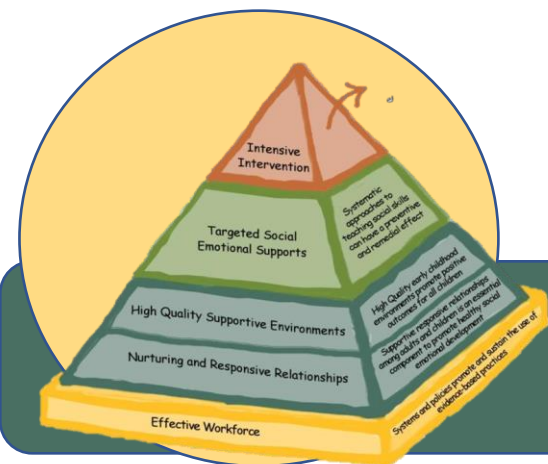 Intensive
Intervention
Targeted Social
Emotional Supports
Systematic
approaches to
teaching social skills
can have a preventive
and remedial effect
High Quality Supportive Environments
High Quality early childhood
environments promote positive
outcomes for all children
Nurturing and Responsive Relationships
Supportive responsive relationships
among adults and children is an essential
component to promote healthy social
emotional development
Effective Workforce
Systems and policies promote and sustain the use of
evidence-based practices